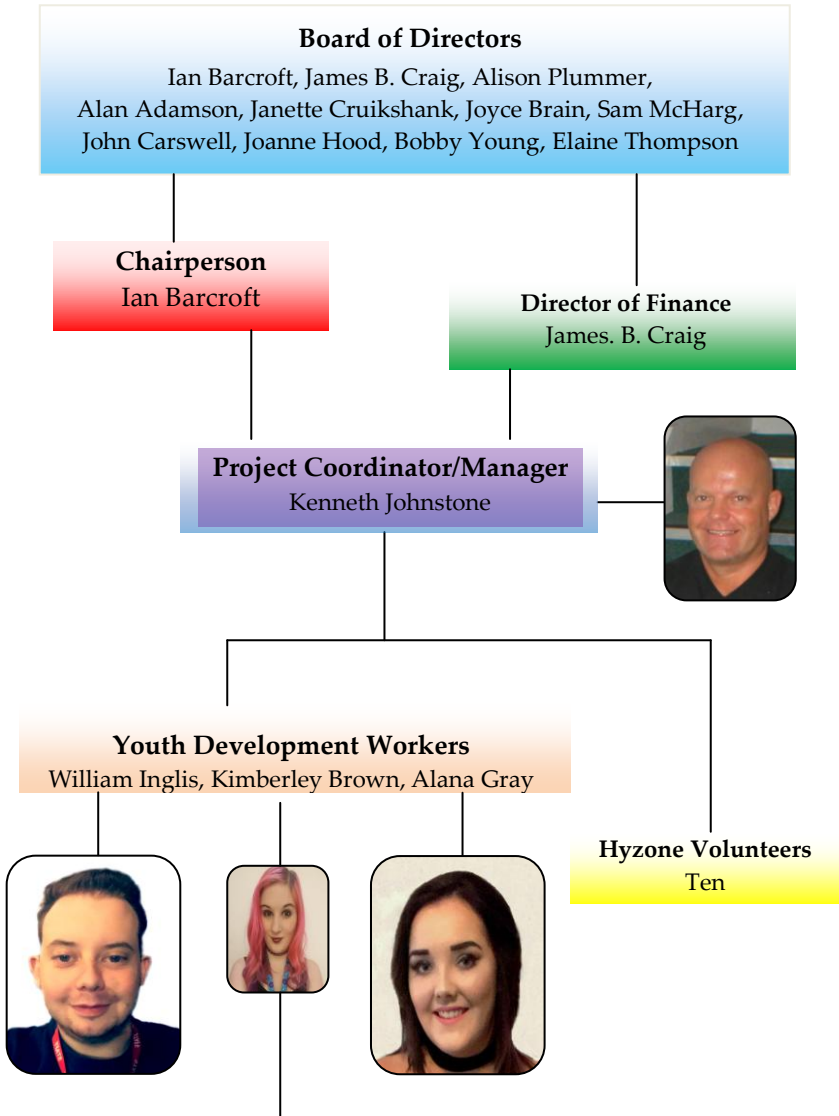 Board of Directors
Ian Barcroft, James B. Craig, Alison Plummer,
Alan Adamson, Janette Cruikshank, Joyce Brain, Sam McHarg,
John Carswell, Joanne Hood, Bobby Young, Elaine Thompson
Chairperson
Ian Barcroft
Director of Finance
James. B. Craig
Project Coordinator/Manager
Kenneth Johnstone
Youth Development Workers
William Inglis, Kimberley Brown, Alana Gray
Hyzone Volunteers
Ten